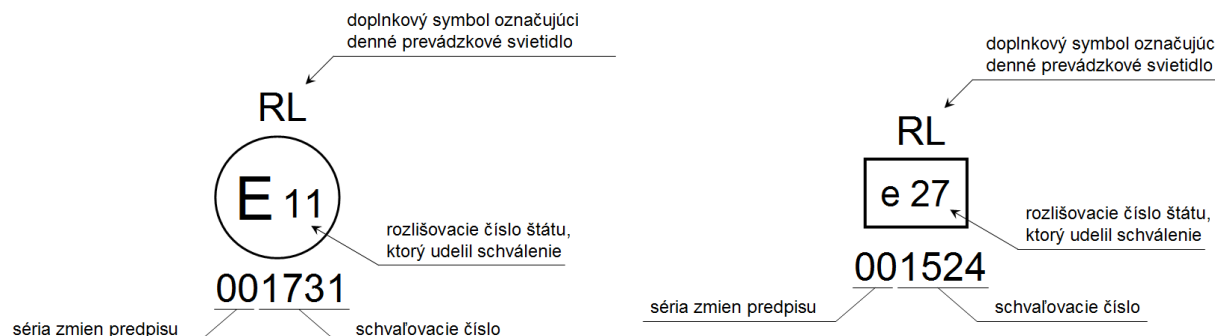 doplnkový symbol označujúci
denné prevádzkové svietidlo
RL
E 11
rozlišovacie číslo štátu,
ktorý udelil schválenie
001731
séria zmien predpisu
schvaľovacie číslo
doplnkový symbol označujúc
denné prevádzkové svietidlo
RL
e 27
rozlišovacie číslo štátu,
ktorý udelil schválenie
001524
séria zmien predpisu
schvaľovacie číslo